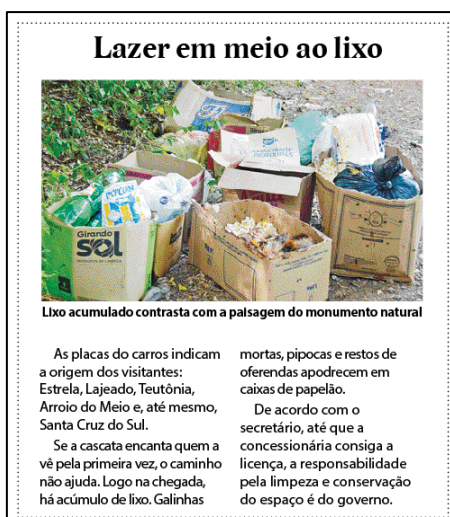 Lazer em meio ao lixo
POPCORN
Girando
SOL
Lixo acumulado contrasta com a paisagem do monumento natural
As placas do carros indicam
a origem dos visitantes:
Estrela, Lajeado, Teutônia,
Arroio do Meio e, até mesmo,
Santa Cruz do Sul.
Se a cascata encanta quem a
vê pela primeira vez, o caminho
não ajuda. Logo na chegada,
há acúmulo de lixo. Galinhas
mortas, pipocas e restos de
oferendas apodrecem em
caixas de papelão.
De acordo com o
secretário, até que a
concessionária consiga a
licença, a responsabilidade
pela limpeza e conservação
do espaço é do governo.